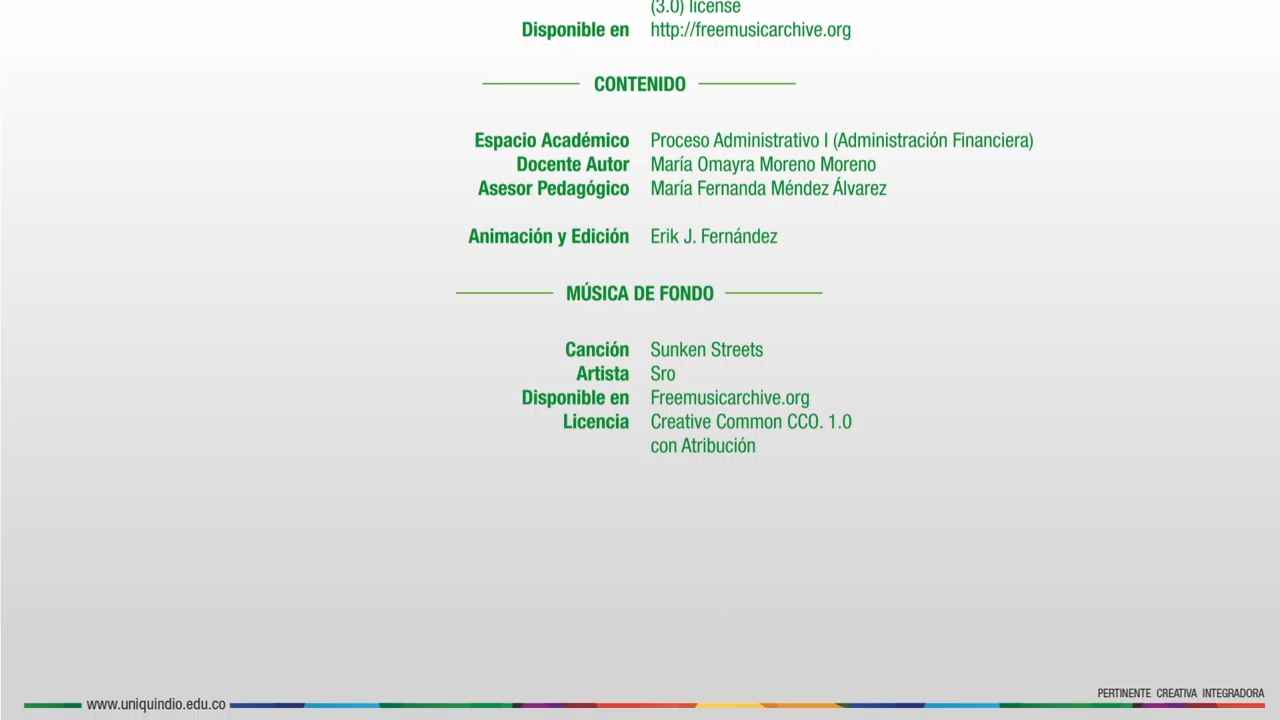 (3.0) license
Disponible en http://freemusicarchive.org
CONTENIDO
Espacio Académico Proceso Administrativo I (Administración Financiera)
Docente Autor María Omayra Moreno Moreno
Asesor Pedagógico María Fernanda Méndez Álvarez
Animación y Edición Erik J. Fernández
MÚSICA DE FONDO
Canción Sunken Streets
Artista Sro
Disponible en Freemusicarchive.org
Licencia Creative Common CCO. 1.0
con Atribución
PERTINENTE CREATIVA INTEGRADORA
www.uniquindio.edu.co